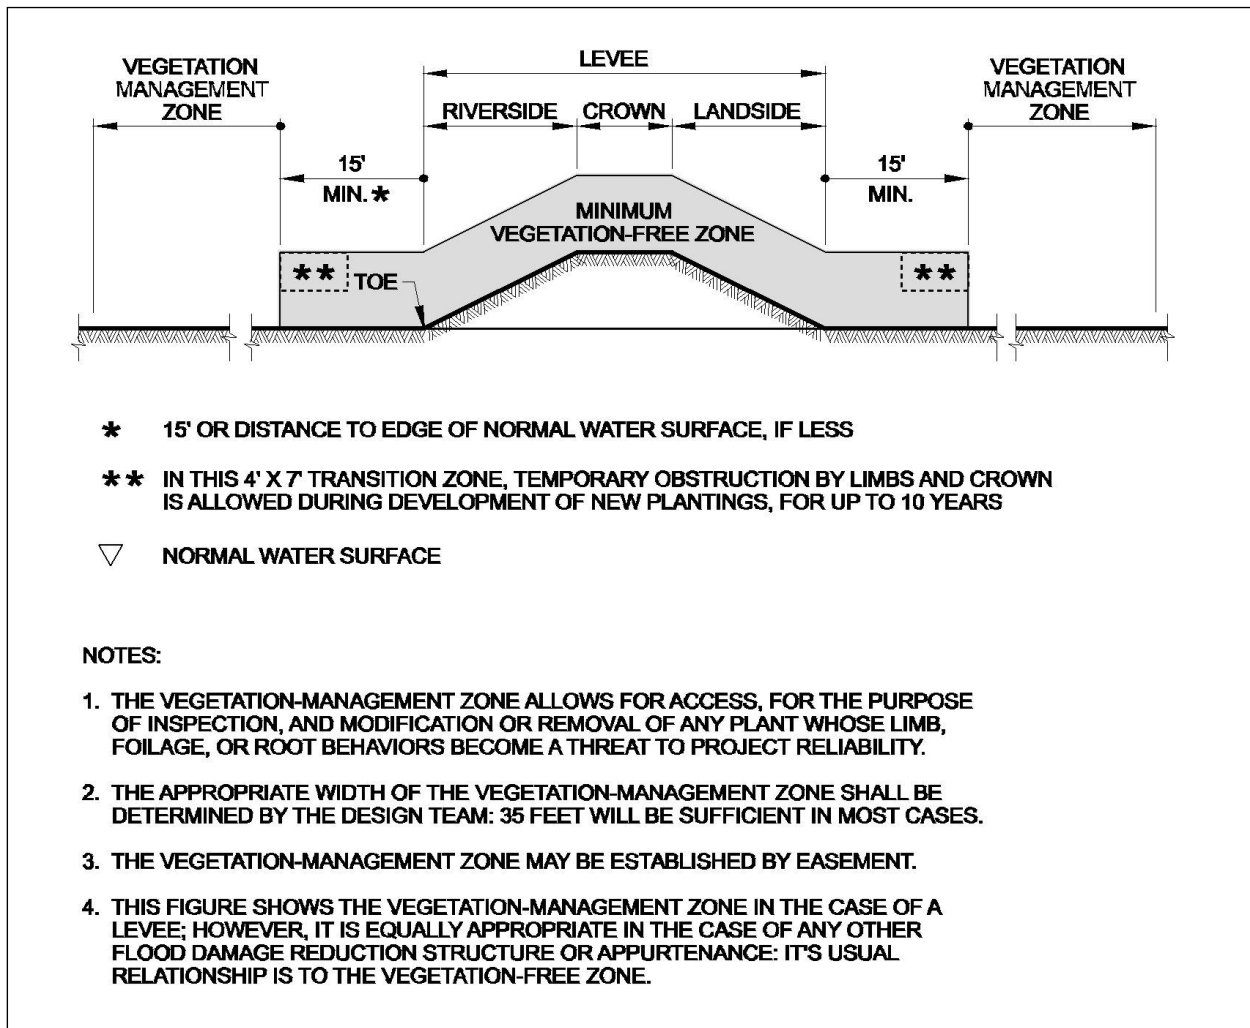 VEGETATION
MANAGEMENT
ZONE
LEVEE
VEGETATION
MANAGEMENT
ZONE
RIVERSIDE
CROWN
LANDSIDE
15'
MIN. *
15'
MIN.
MINIMUM
VEGETATION-FREE ZONE
**
TOE
**
* 15' OR DISTANCE TO EDGE OF NORMAL WATER SURFACE, IF LESS
** IN THIS 4' X 7' TRANSITION ZONE, TEMPORARY OBSTRUCTION BY LIMBS AND CROWN
IS ALLOWED DURING DEVELOPMENT OF NEW PLANTINGS, FOR UP TO 10 YEARS
▽ NORMAL WATER SURFACE
NOTES:
1. THE VEGETATION-MANAGEMENT ZONE ALLOWS FOR ACCESS, FOR THE PURPOSE
OF INSPECTION, AND MODIFICATION OR REMOVAL OF ANY PLANT WHOSE LIMB,
FOILAGE, OR ROOT BEHAVIORS BECOME A THREAT TO PROJECT RELIABILITY.
2. THE APPROPRIATE WIDTH OF THE VEGETATION-MANAGEMENT ZONE SHALL BE
DETERMINED BY THE DESIGN TEAM: 35 FEET WILL BE SUFFICIENT IN MOST CASES.
3. THE VEGETATION-MANAGEMENT ZONE MAY BE ESTABLISHED BY EASEMENT.
4. THIS FIGURE SHOWS THE VEGETATION-MANAGEMENT ZONE IN THE CASE OF A
LEVEE; HOWEVER, IT IS EQUALLY APPROPRIATE IN THE CASE OF ANY OTHER
FLOOD DAMAGE REDUCTION STRUCTURE OR APPURTENANCE: IT'S USUAL
RELATIONSHIP IS TO THE VEGETATION-FREE ZONE.